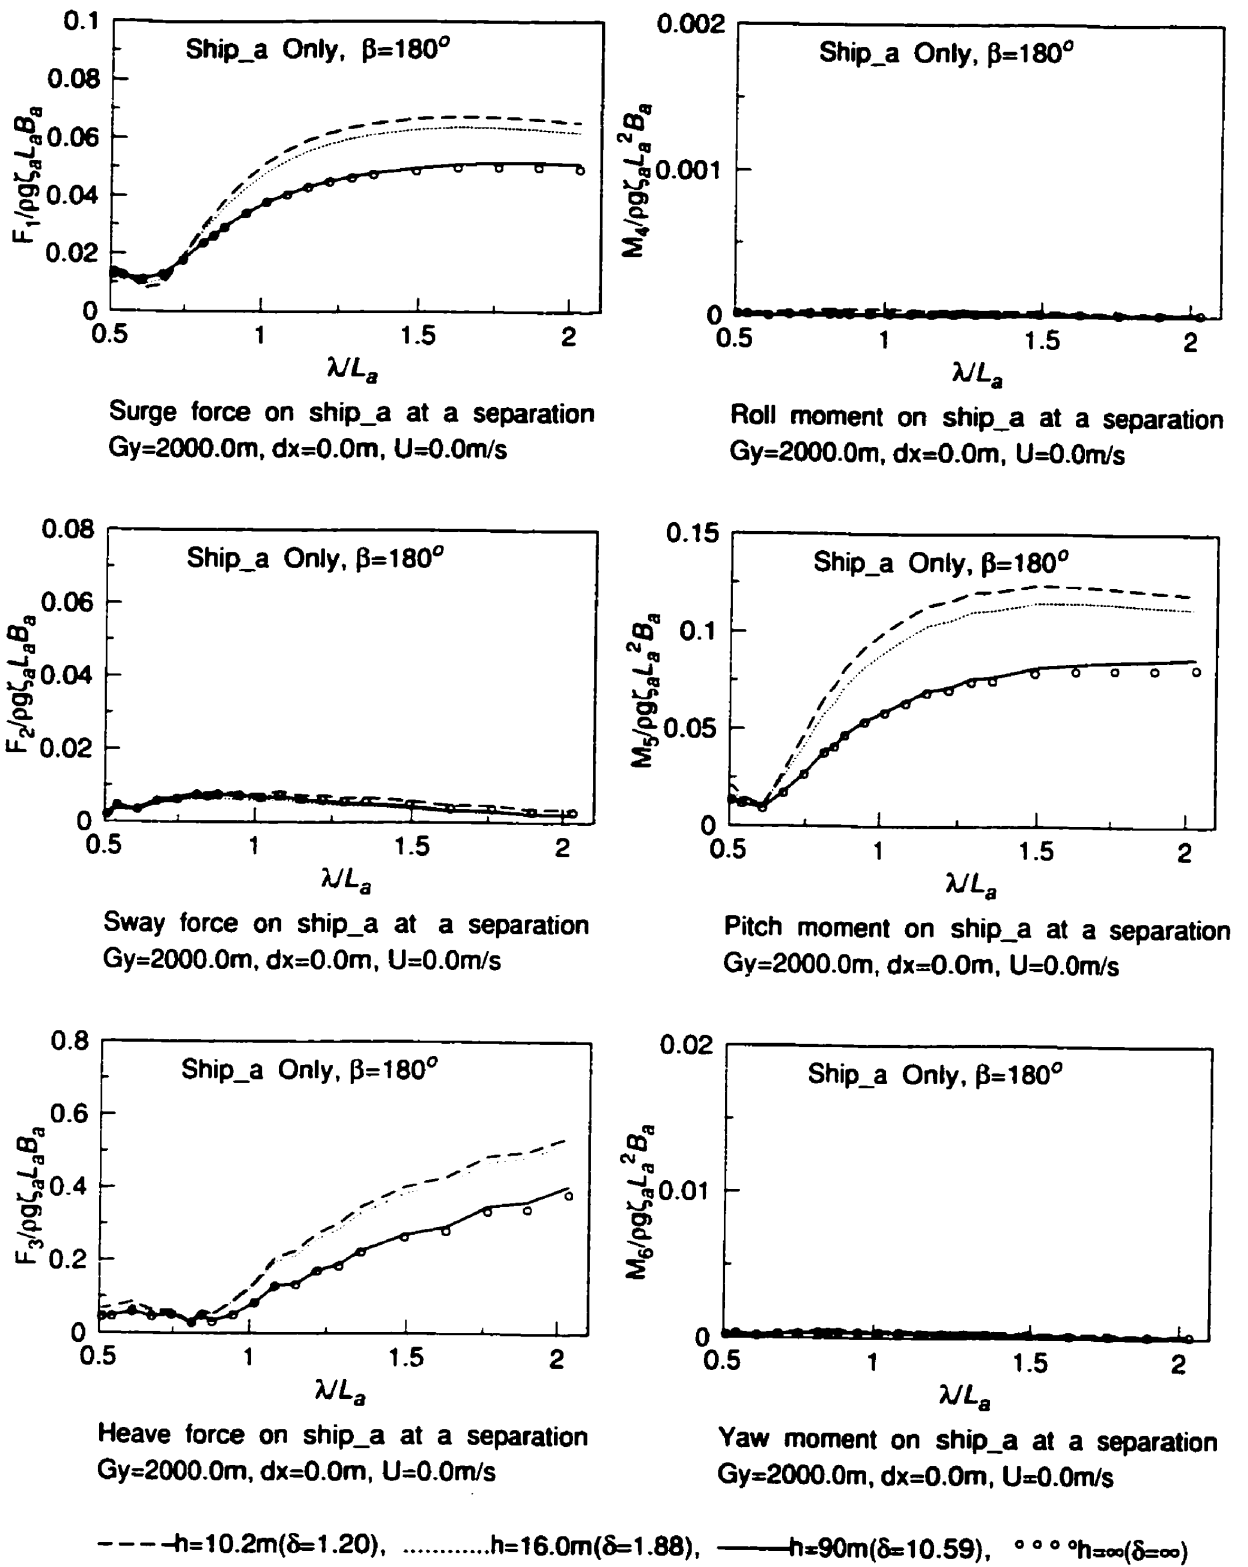 0.1
0.08
0.06
0.04
0.02
0
F₁/ρgζₐLₐBₐ
Ship_a Only, β=180°
0.5 1 1.5 2
λ/Lₐ
Surge force on ship_a at a separation
Gy=2000.0m, dx=0.0m, U=0.0m/s
0.002
0.001
0
M₄/ρgζₐLₐ²Bₐ
Ship_a Only, β=180°
0.5 1 1.5 2
λ/Lₐ
Roll moment on ship_a at a separation
Gy=2000.0m, dx=0.0m, U=0.0m/s
0.08
0.06
0.04
0.02
0
F₂/ρgζₐLₐBₐ
Ship_a Only, β=180°
0.5 1 1.5 2
λ/Lₐ
Sway force on ship_a at a separation
Gy=2000.0m, dx=0.0m, U=0.0m/s
0.15
0.1
0.05
0
M₅/ρgζₐLₐ²Bₐ
Ship_a Only, β=180°
0.5 1 1.5 2
λ/Lₐ
Pitch moment on ship_a at a separation
Gy=2000.0m, dx=0.0m, U=0.0m/s
0.8
0.6
0.4
0.2
0
F₃/ρgζₐLₐBₐ
Ship_a Only, β=180°
0.5 1 1.5 2
λ/Lₐ
Heave force on ship_a at a separation
Gy=2000.0m, dx=0.0m, U=0.0m/s
0.02
0.01
0
M₆/ρgζₐLₐ²Bₐ
Ship_a Only, β=180°
0.5 1 1.5 2
λ/Lₐ
Yaw moment on ship_a at a separation
Gy=2000.0m, dx=0.0m, U=0.0m/s
h=10.2m(δ=1.20), h=16.0m(δ=1.88), h=90m(δ=10.59), h=∞(δ=∞)